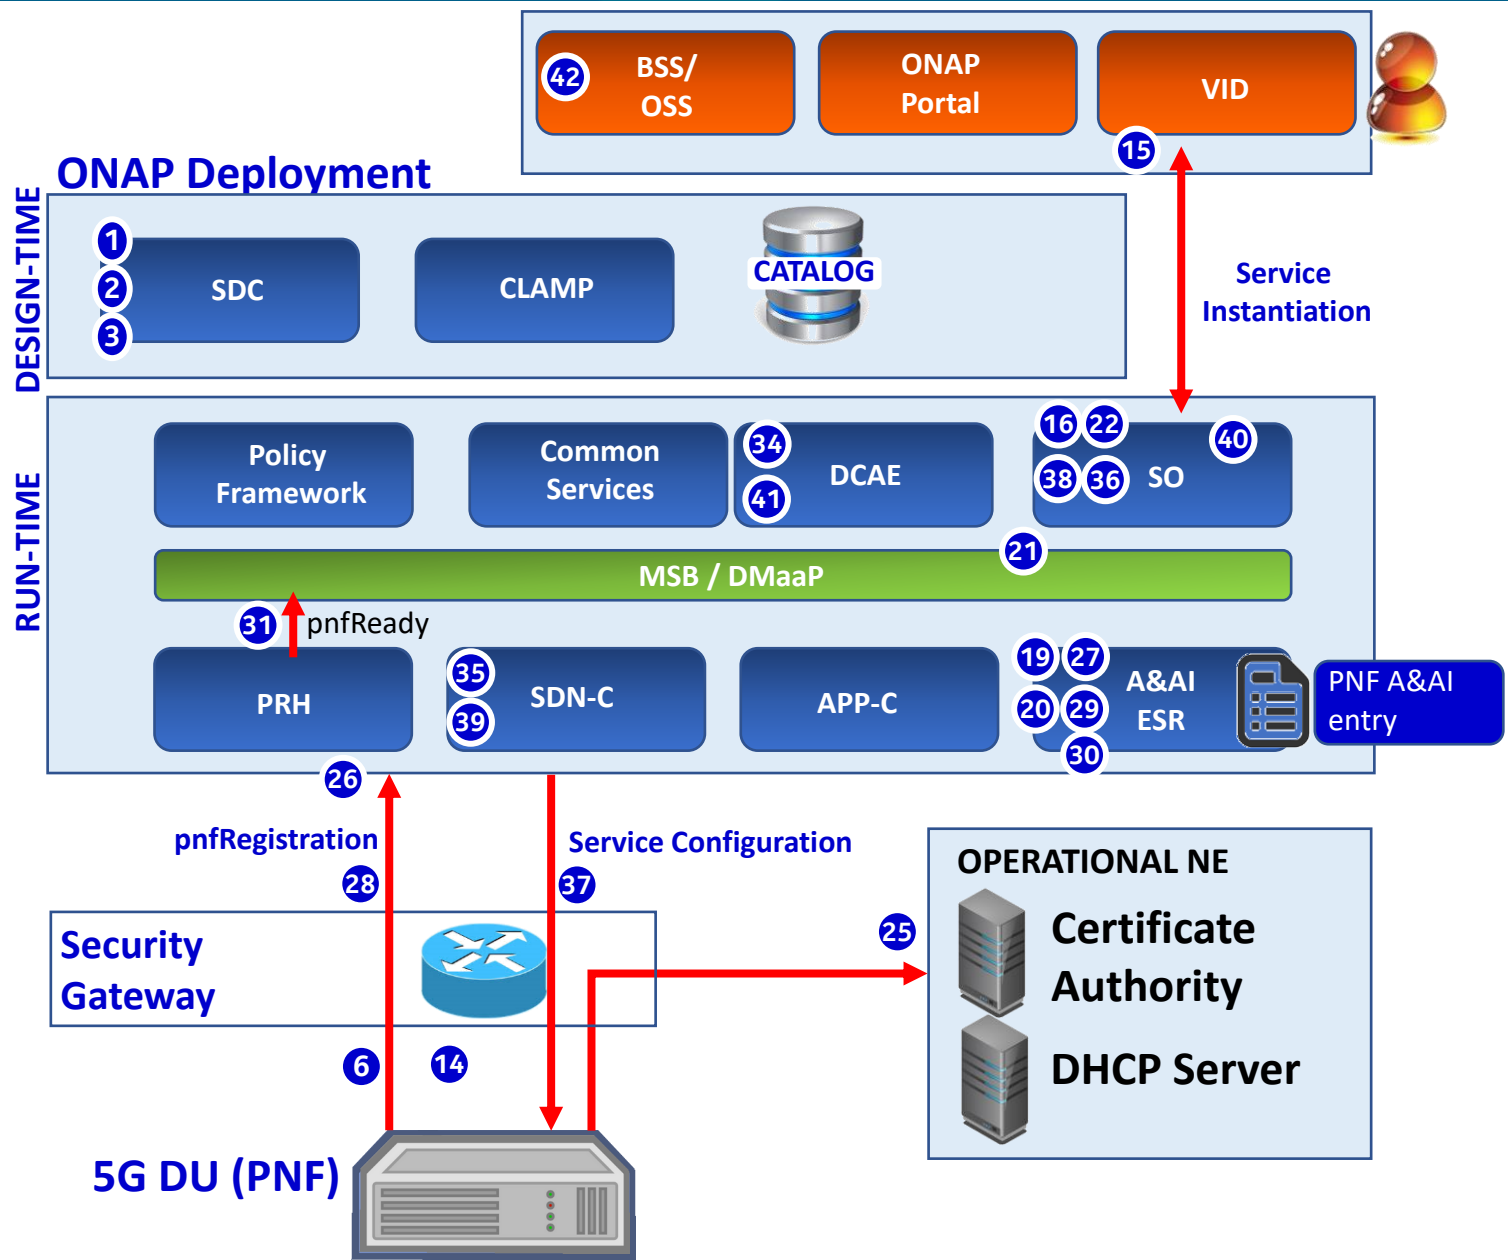 42
BSS/
OSS
ONAP
Portal
VID
15
ONAP Deployment
DESIGN-TIME
1
2
3
SDC
CLAMP
CATALOG
Service
Instantiation
RUN-TIME
Policy
Framework
Common
Services
34
41
DCAE
16
22
40
38
36
SO
21
MSB / DMaaP
31
pnfReady
PRH
35
39
SDN-C
APP-C
19
27
20
29
30
A&AI
ESR
PNF A&AI
entry
26
pnfRegistration
28
Service Configuration
37
Security
Gateway
25
OPERATIONAL NE
Certificate
Authority
DHCP Server
6
14
5G DU (PNF)